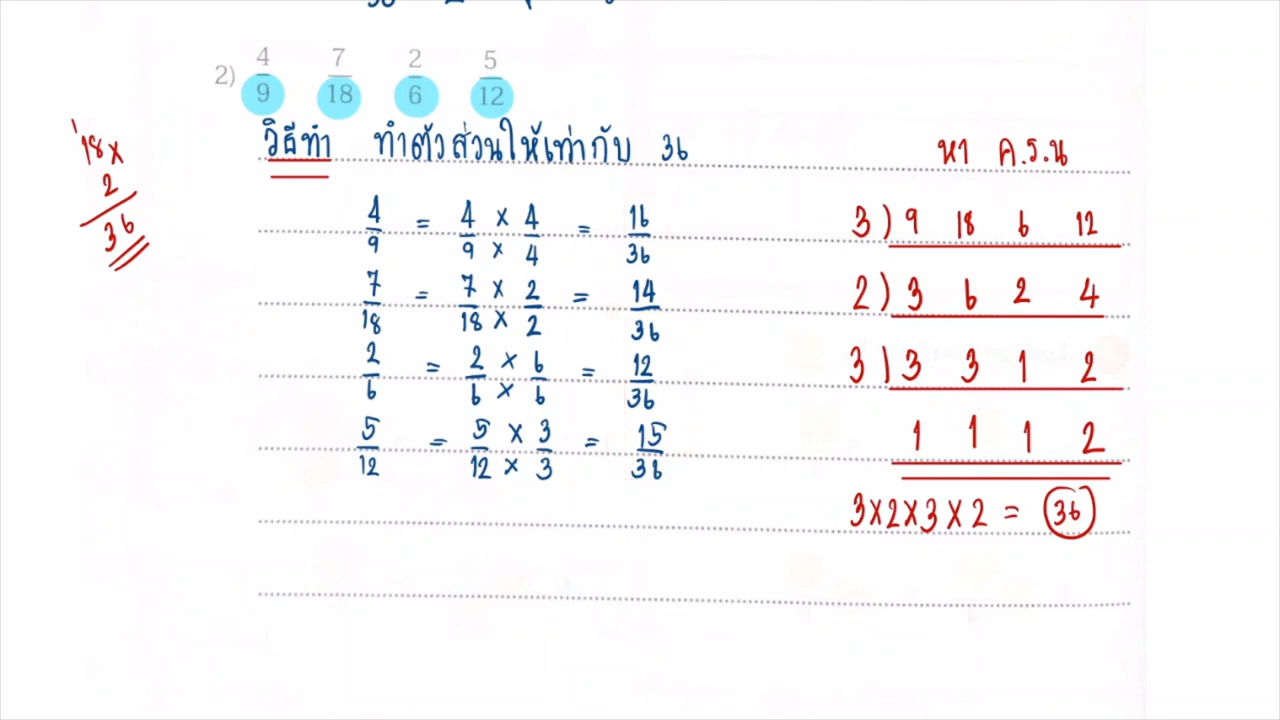 2) 4/9 7/18 2/6 5/12
วิธีทำ ทำตัวส่วนให้เท่ากับ 36
4/9 = 4/9 × 4/4 = 16/36
7/18 = 7/18 × 2/2 = 14/36
2/6 = 2/6 × 6/6 = 12/36
5/12 = 5/12 × 3/3 = 15/36
18 ×
2
36
หา ค.ร.น
3) 9 18 6 12
2) 3 6 2 4
3) 3 3 1 2
1 1 1 2
3×2×3×2 = 36